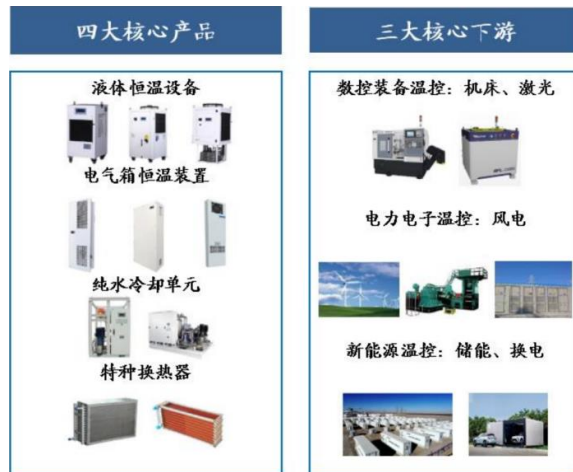 四大核心产品
液体恒温设备
电气箱恒温装置
纯水冷却单元
特种换热器
三大核心下游
数控装备温控：机床、激光
电力电子温控：风电
新能源温控：储能、换电